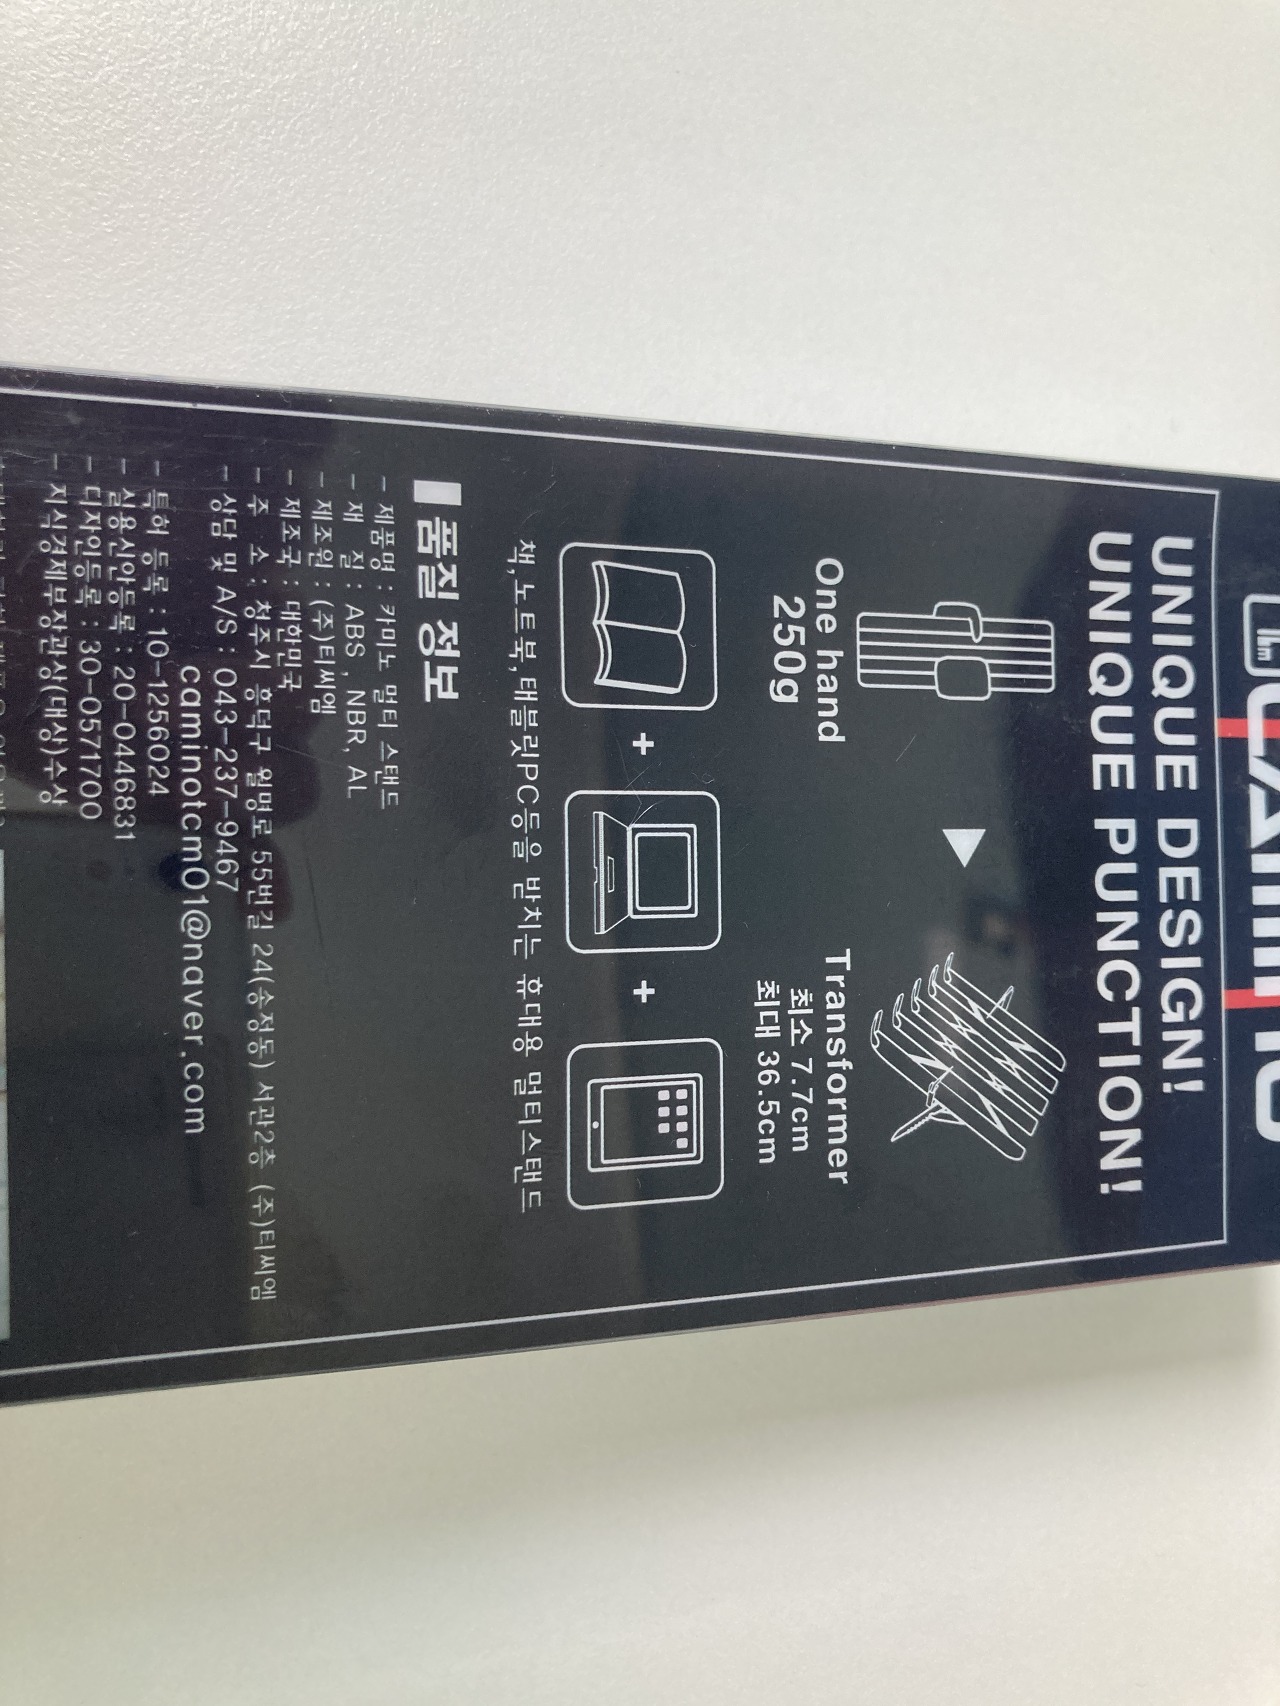 UNIQUE DESIGN!
UNIQUE PUNCTION!
One hand
250g
Transformer
최소 7.7cm
최대 36.5cm
+
+
책,노트북,태블릿PC등을 받치는 휴대용 멀티스탠드
품질 정보
- 제품명 : 카미노 멀티 스탠드
- 재 질 : ABS, NBR, AL
- 제조원 : (주)티씨엠
- 제조국 : 대한민국
- 주 소 : 청주시 흥덕구 월명로 55번길 24(송정동) 서관2층 (주)티씨엠
- 상담 및 A/S : 043-237-9467
caminotcm01@naver.com
- 특허 등록 : 10-1256024
- 실용신안등록 : 20-0446831
- 디자인등록 : 30-0571700
- 지식경제부장관상(대상)수상